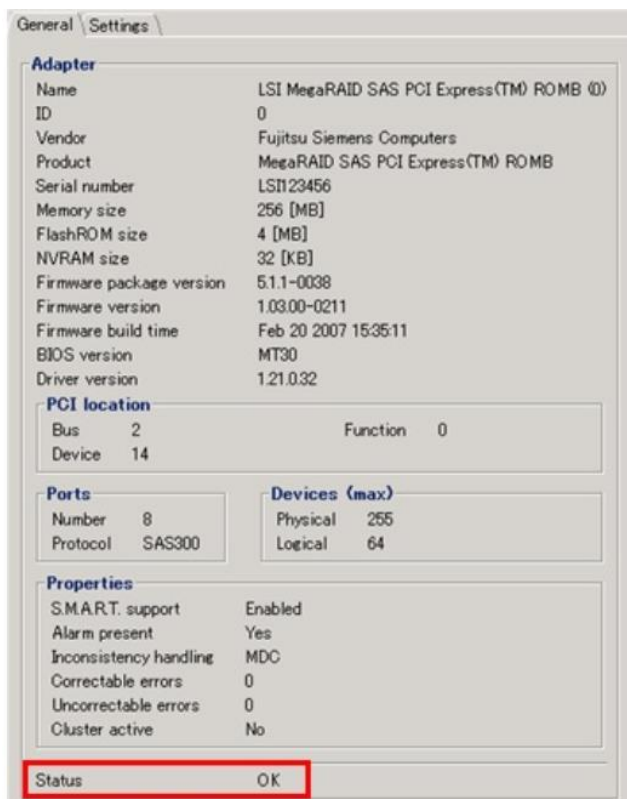 General Settings
Adapter
Name LSI MegaRAID SAS PCI Express(TM) ROMB (0)
ID 0
Vendor Fujitsu Siemens Computers
Product MegaRAID SAS PCI Express(TM) ROMB
Serial number LSI123456
Memory size 256 [MB]
FlashROM size 4 [MB]
NVRAM size 32 [KB]
Firmware package version 5.1.1-0038
Firmware version 1.03.00-0211
Firmware build time Feb 20 2007 15:35:11
BIOS version MT30
Driver version 1.21.0.32
PCI location
Bus 2 Function 0
Device 14
Ports Devices (max)
Number 8 Physical 255
Protocol SAS300 Logical 64
Properties
S.M.A.R.T. support Enabled
Alarm present Yes
Inconsistency handling MDC
Correctable errors 0
Uncorrectable errors 0
Cluster active No
Status OK